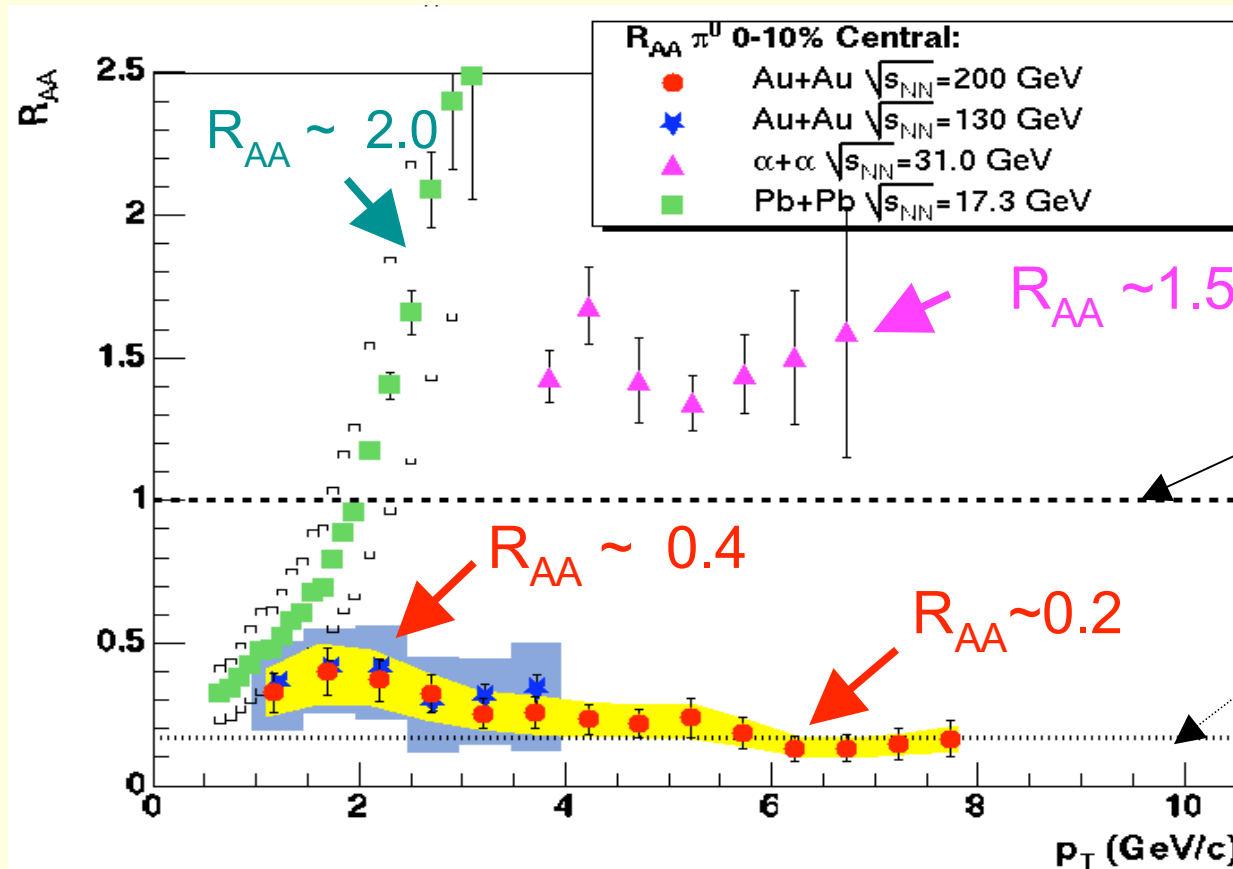 R_AA π⁰ 0-10% Central:
Au+Au √s_NN=200 GeV
Au+Au √s_NN=130 GeV
α+α √s_NN=31.0 GeV
Pb+Pb √s_NN=17.3 GeV
R_AA
2.5
2
1.5
1
0.5
0
R_AA ~ 2.0
R_AA ~1.5
R_AA ~ 0.4
R_AA~0.2
0 2 4 6 8 10
p_T (GeV/c)